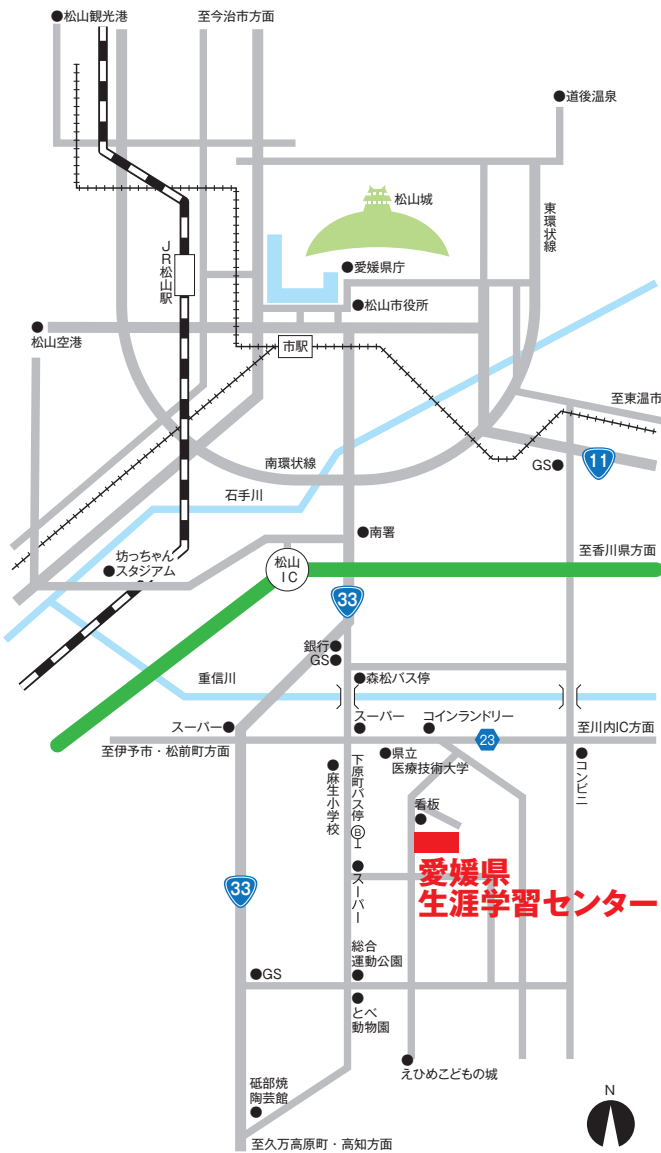 松山観光港
至今治市方面
道後温泉
松山城
東環状線
JR松山駅
愛媛県庁
松山市役所
松山空港
市駅
至東温市
南環状線
GS
11
石手川
南署
坊っちゃん
スタジアム
松山
IC
至香川県方面
33
銀行
GS
重信川
森松バス停
スーパー
スーパー
コインランドリー
至川内IC方面
23
至伊予市・松前町方面
県立
医療技術大学
下原町バス停
B
麻生小学校
コンビニ
看板
スーパー
愛媛県
生涯学習センター
33
総合
運動公園
GS
とべ
動物園
えひめこどもの城
砥部焼
陶芸館
至久万高原町・高知方面
N